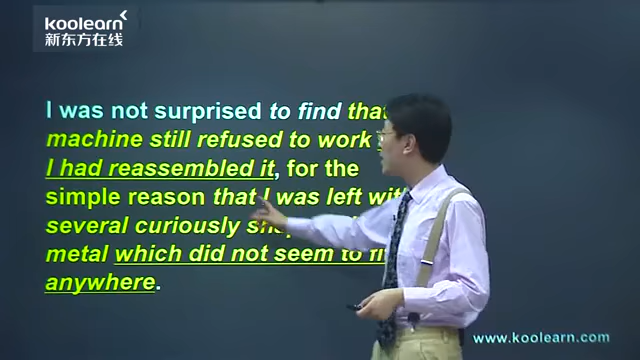 koolearn
新东方在线
I was not surprised to find that
machine still refused to work
I had reassembled it, for the
simple reason that I was left with
several curiously
metal which did not seem to
anywhere.
www.koolearn.com